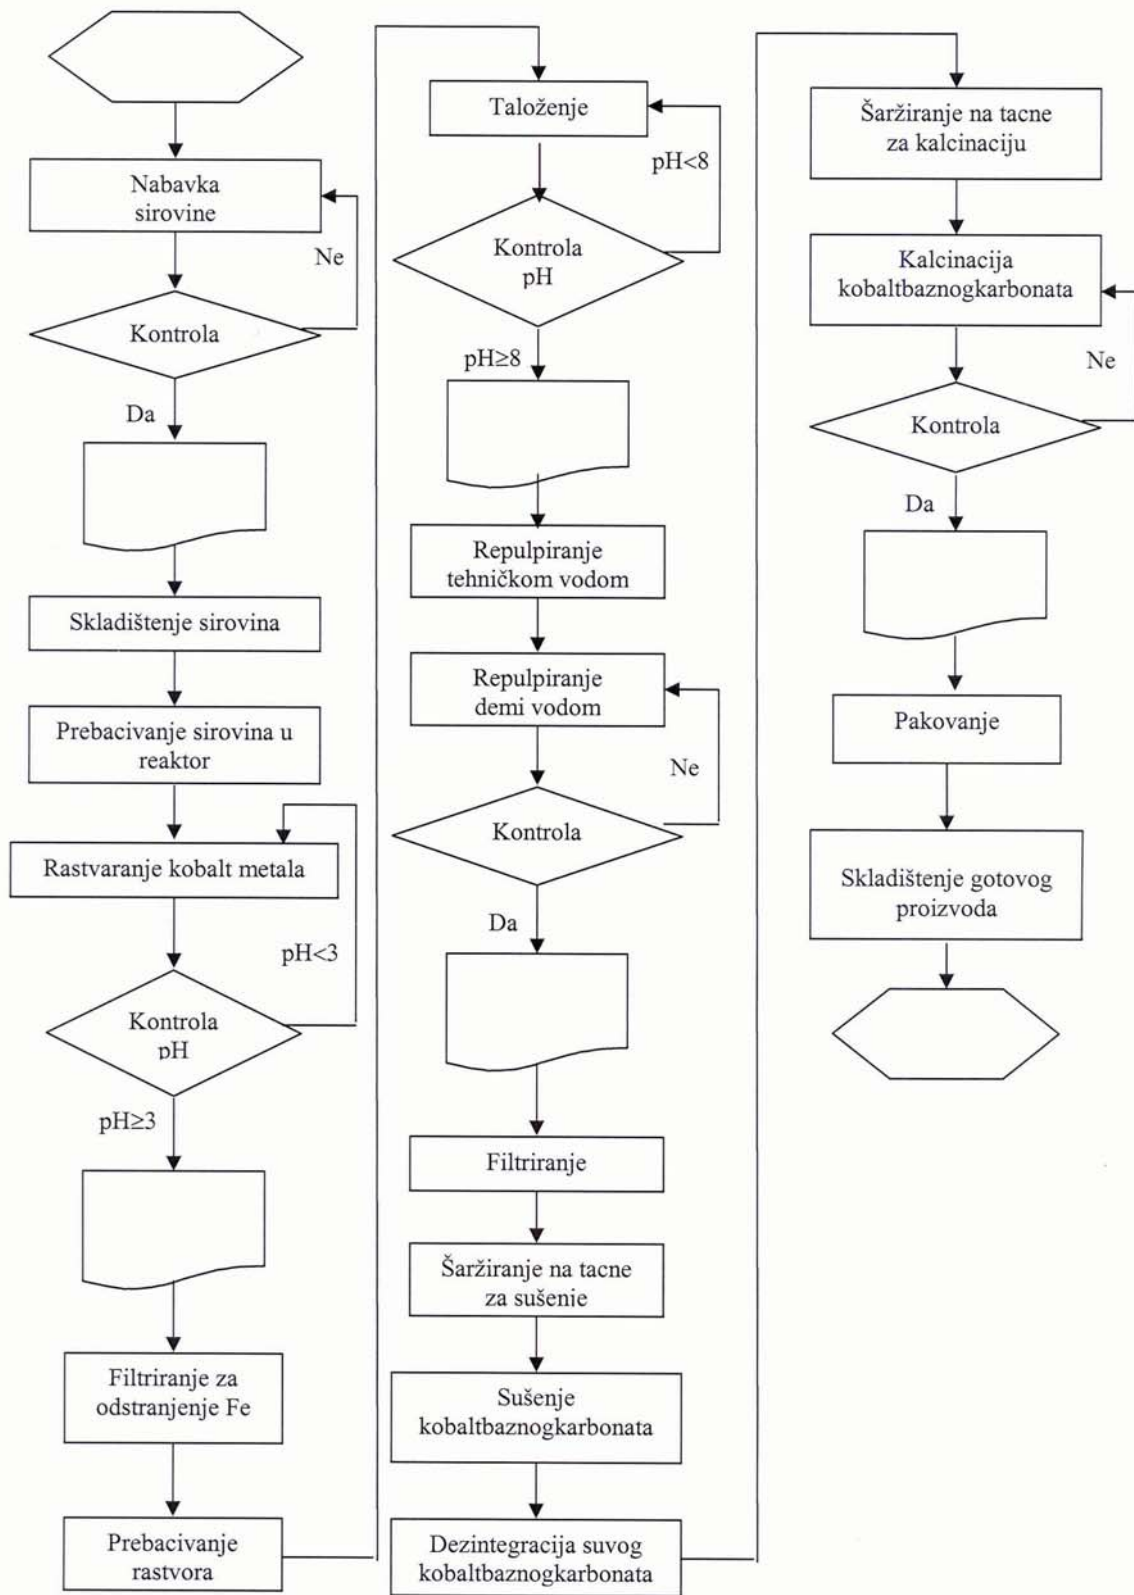 Nabavka
sirovine
Ne
Kontrola
Da
Skladištenje sirovina
Prebacivanje sirovina u
reaktor
Rastvaranje kobalt metala
pH<3
Kontrola
pH
pH≥3
Filtriranje za
odstranjenje Fe
Prebacivanje
rastvora
Taloženje
pH<8
Kontrola
pH
pH≥8
Repulpiranje
tehničkom vodom
Repulpiranje
demi vodom
Ne
Kontrola
Da
Filtriranje
Šaržiranje na tacne
za sušenje
Sušenje
kobaltbaznogkarbonata
Dezintegracija suvog
kobaltbaznogkarbonata
Šaržiranje na tacne
za kalcinaciju
Kalcinacija
kobaltbaznogkarbonata
Ne
Kontrola
Da
Pakovanje
Skladištenje gotovog
proizvoda